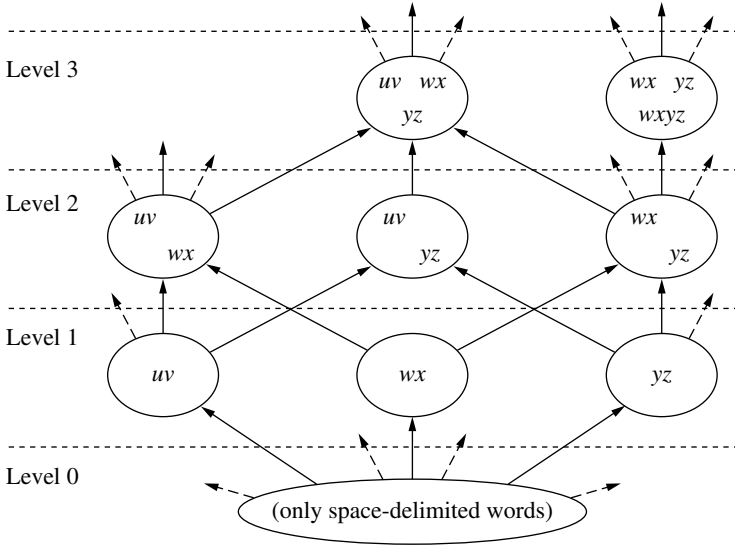 Level 3
uv wx
yz
wx yz
wxyz
Level 2
uv
wx
uv
yz
wx
yz
Level 1
uv
wx
yz
Level 0
(only space-delimited words)